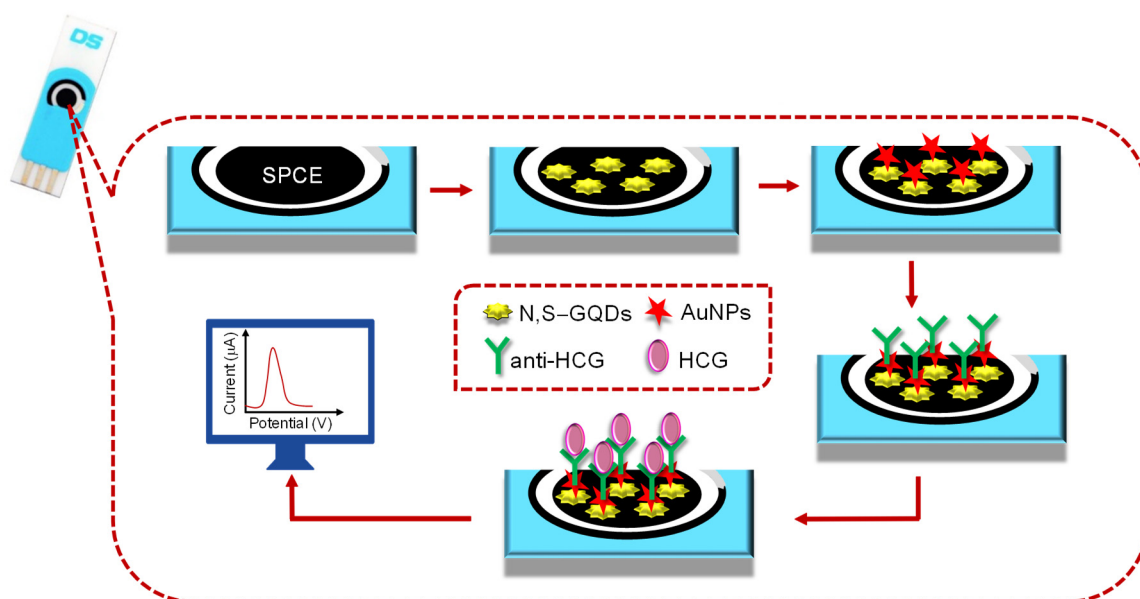 DS
SPCE
N,S–GQDs
AuNPs
anti-HCG
HCG
Current (µA)
Potential (V)